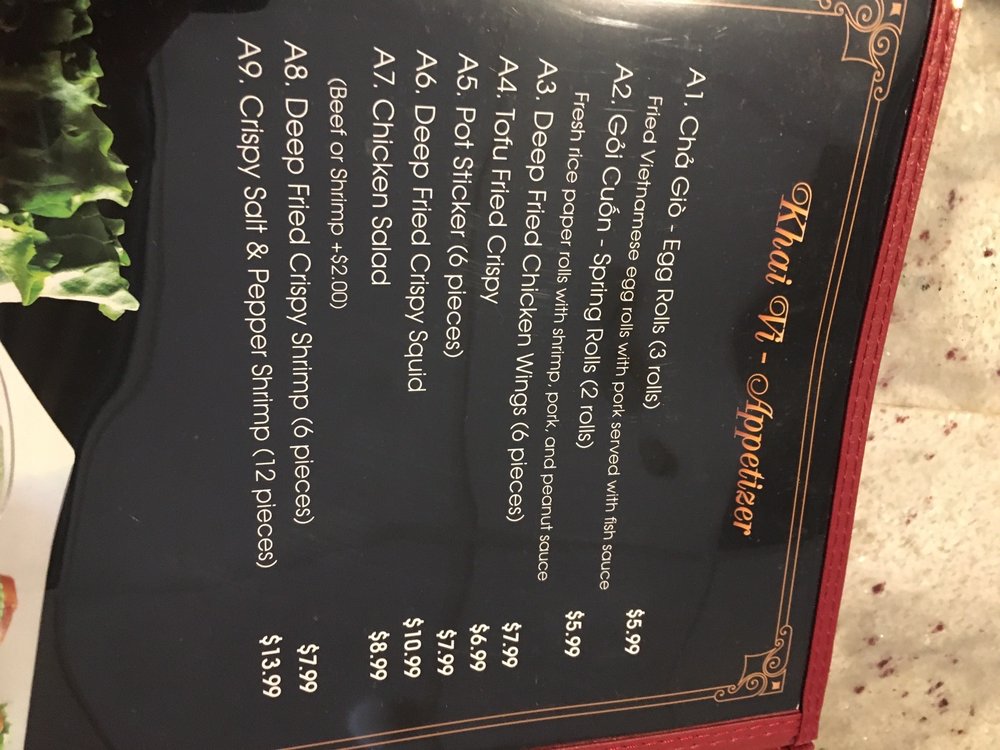 Khai Vi - Appetizer
A1. Chả Giò - Egg Rolls (3 rolls) $5.99
Fried Vietnamese egg rolls with pork served with fish sauce
A2. Gỏi Cuốn - Spring Rolls (2 rolls) $5.99
Fresh rice paper rolls with shrimp, pork, and peanut sauce
A3. Deep Fried Chicken Wings (6 pieces) $7.99
A4. Tofu Fried Crispy $6.99
A5. Pot Sticker (6 pieces) $7.99
A6. Deep Fried Crispy Squid $10.99
A7. Chicken Salad $8.99
(Beef or Shrimp +$2.00)
A8. Deep Fried Crispy Shrimp (6 pieces) $7.99
A9. Crispy Salt & Pepper Shrimp (12 pieces) $13.99